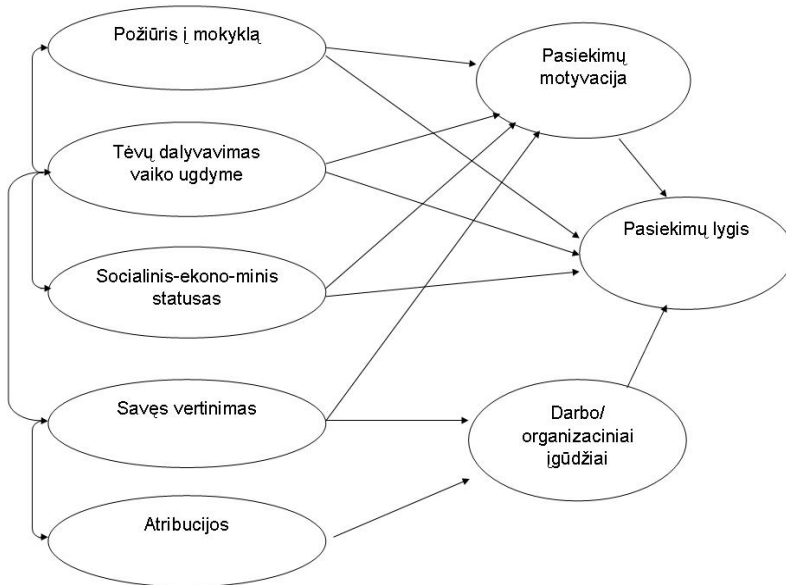 Požiūris į mokyklą
Tėvų dalyvavimas
vaiko ugdyme
Socialinis-ekono-minis
statusas
Savęs vertinimas
Atribucijos
Pasiekimų
motyvacija
Pasiekimų lygis
Darbo/
organizaciniai
įgūdžiai